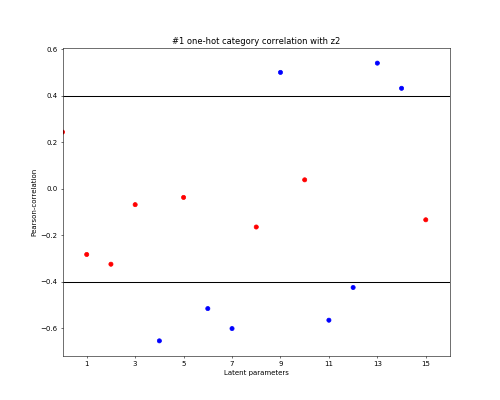 #1 one-hot category correlation with z2
0.6
0.4
0.2
0.0
−0.2
−0.4
−0.6
Pearson-correlation
1 3 5 7 9 11 13 15
Latent parameters